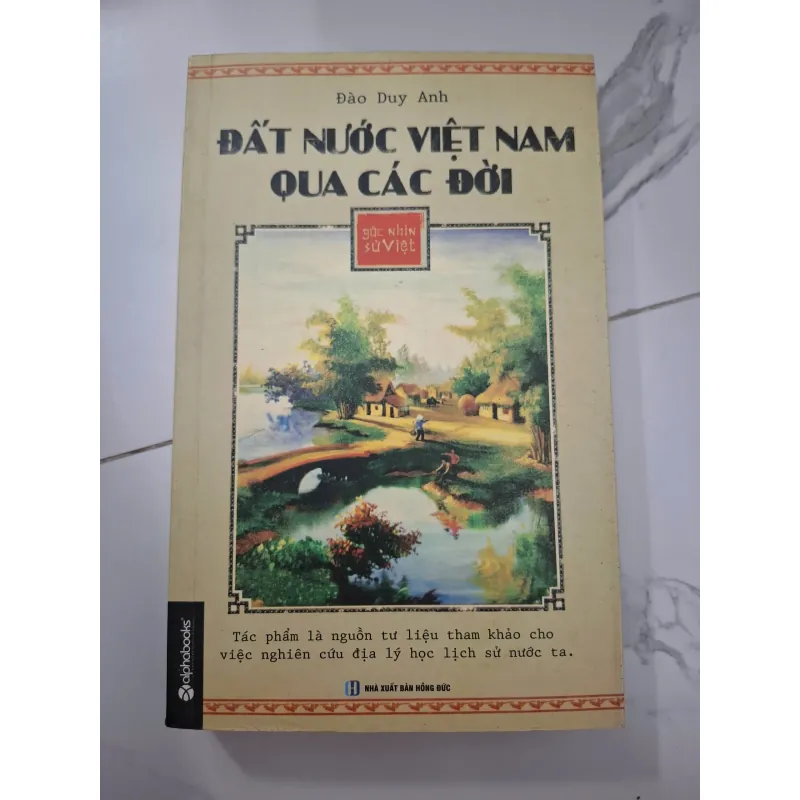 Đào Duy Anh
ĐẤT NƯỚC VIỆT NAM
QUA CÁC ĐỜI
góc nhìn
sử Việt
Tác phẩm là nguồn tư liệu tham khảo cho
việc nghiên cứu địa lý học lịch sử nước ta.
NHÀ XUẤT BẢN HỒNG ĐỨC
alphabooks